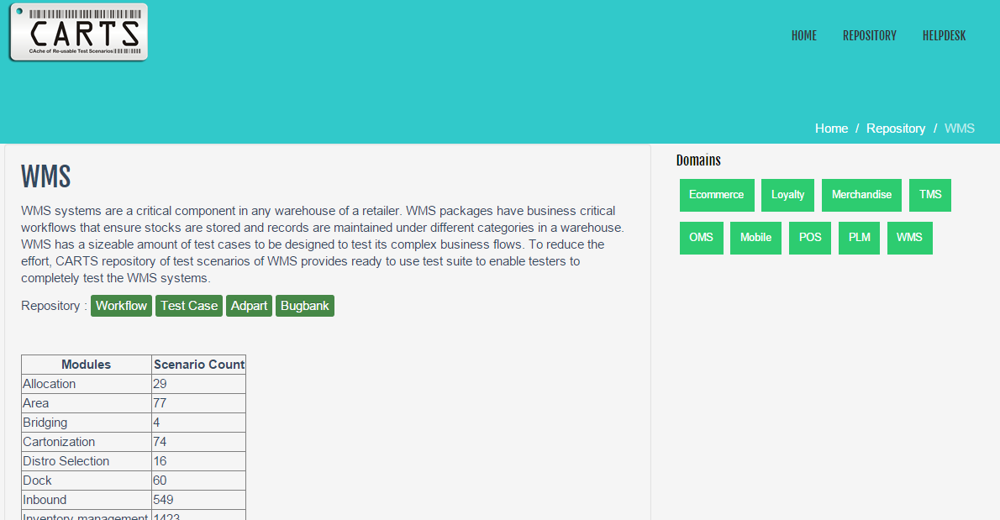 CARTS
CAche of Re-usable Test Scenarios
HOME REPOSITORY HELPDESK
Home / Repository / WMS
WMS
WMS systems are a critical component in any warehouse of a retailer. WMS packages have business critical
workflows that ensure stocks are stored and records are maintained under different categories in a warehouse.
WMS has a sizeable amount of test cases to be designed to test its complex business flows. To reduce the
effort, CARTS repository of test scenarios of WMS provides ready to use test suite to enable testers to
completely test the WMS systems.
Repository : Workflow Test Case Adpart Bugbank
Modules Scenario Count
Allocation 29
Area 77
Bridging 4
Cartonization 74
Distro Selection 16
Dock 60
Inbound 549
Inventory management 1423
Domains
Ecommerce Loyalty Merchandise TMS
OMS Mobile POS PLM WMS